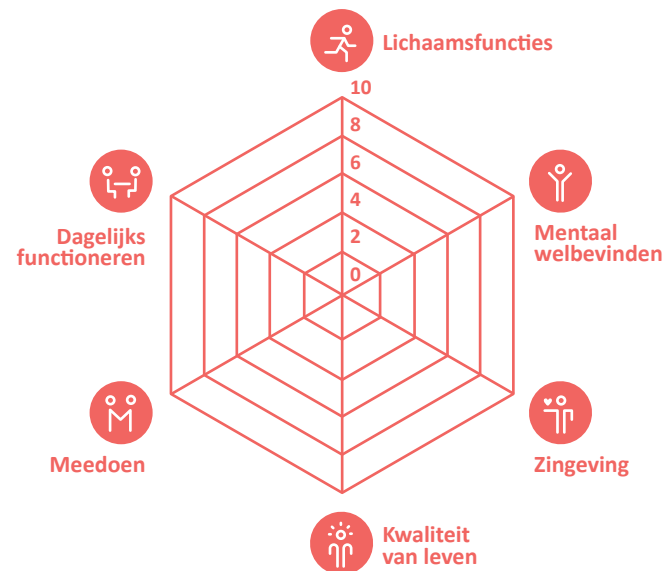 Lichaamsfuncties
10
8
6
4
2
0
Mentaal
welbevinden
Zingeving
Kwaliteit
van leven
Meedoen
Dagelijks
functioneren